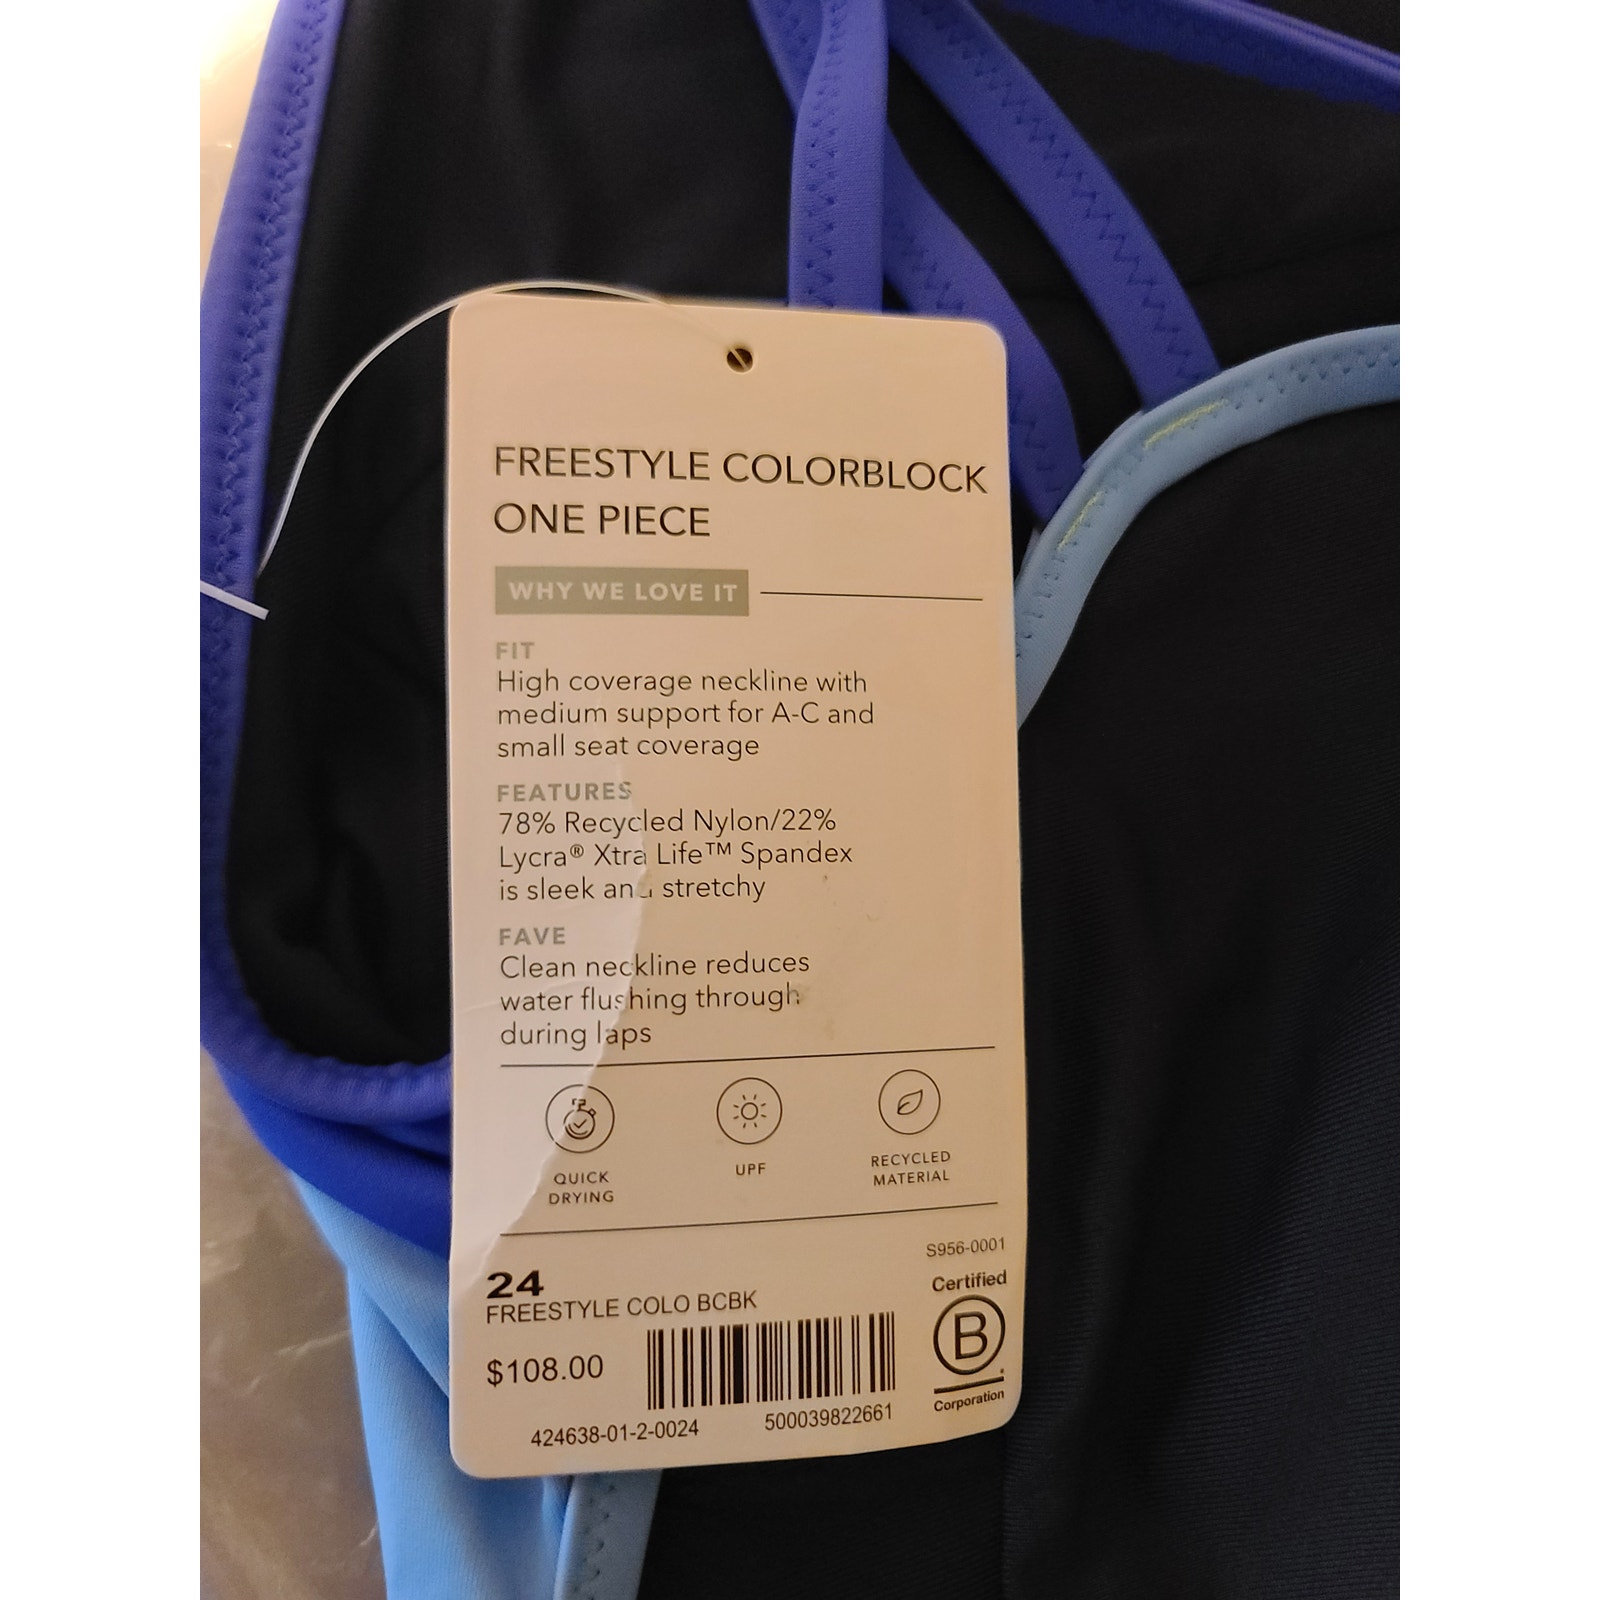 FREESTYLE COLORBLOCK
ONE PIECE
WHY WE LOVE IT
FIT
High coverage neckline with
medium support for A-C and
small seat coverage
FEATURES
78% Recycled Nylon/22%
Lycra® Xtra Life™ Spandex
is sleek and stretchy
FAVE
Clean neckline reduces
water flushing through
during laps
QUICK
DRYING
UPF
RECYCLED
MATERIAL
S956-0001
24
FREESTYLE COLO BCBK
$108.00
424638-01-2-0024
500039822661
Certified
B
Corporation